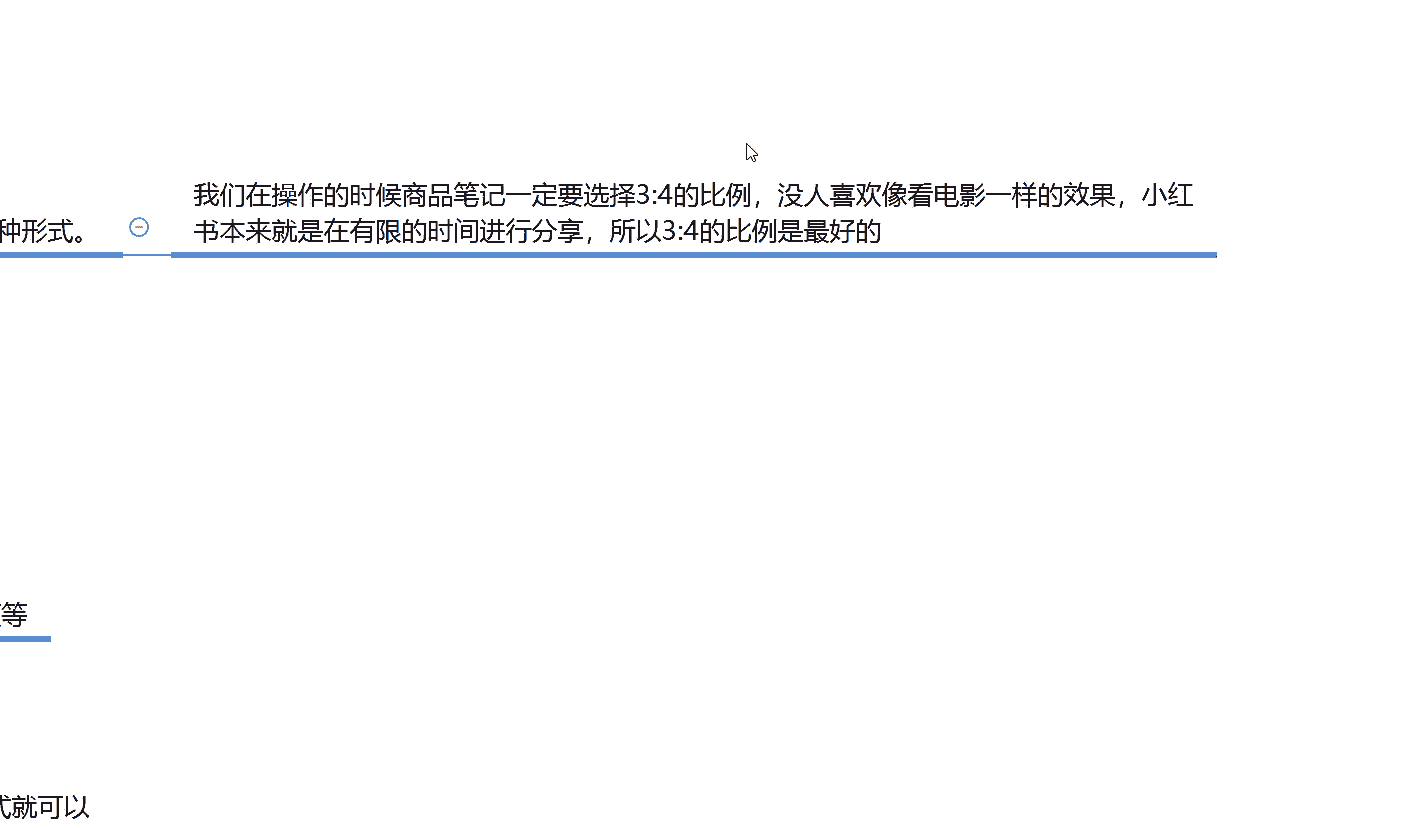 我们在操作的时候商品笔记一定要选择3:4的比例，没人喜欢像看电影一样的效果，小红
种形式。
书本来就是在有限的时间进行分享，所以3:4的比例是最好的
等
式就可以